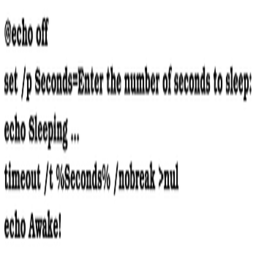 @echo off
set /p Seconds=Enter the number of seconds to sleep:
echo Sleeping ...
timeout /t %Seconds% /nobreak >nul
echo Awake!